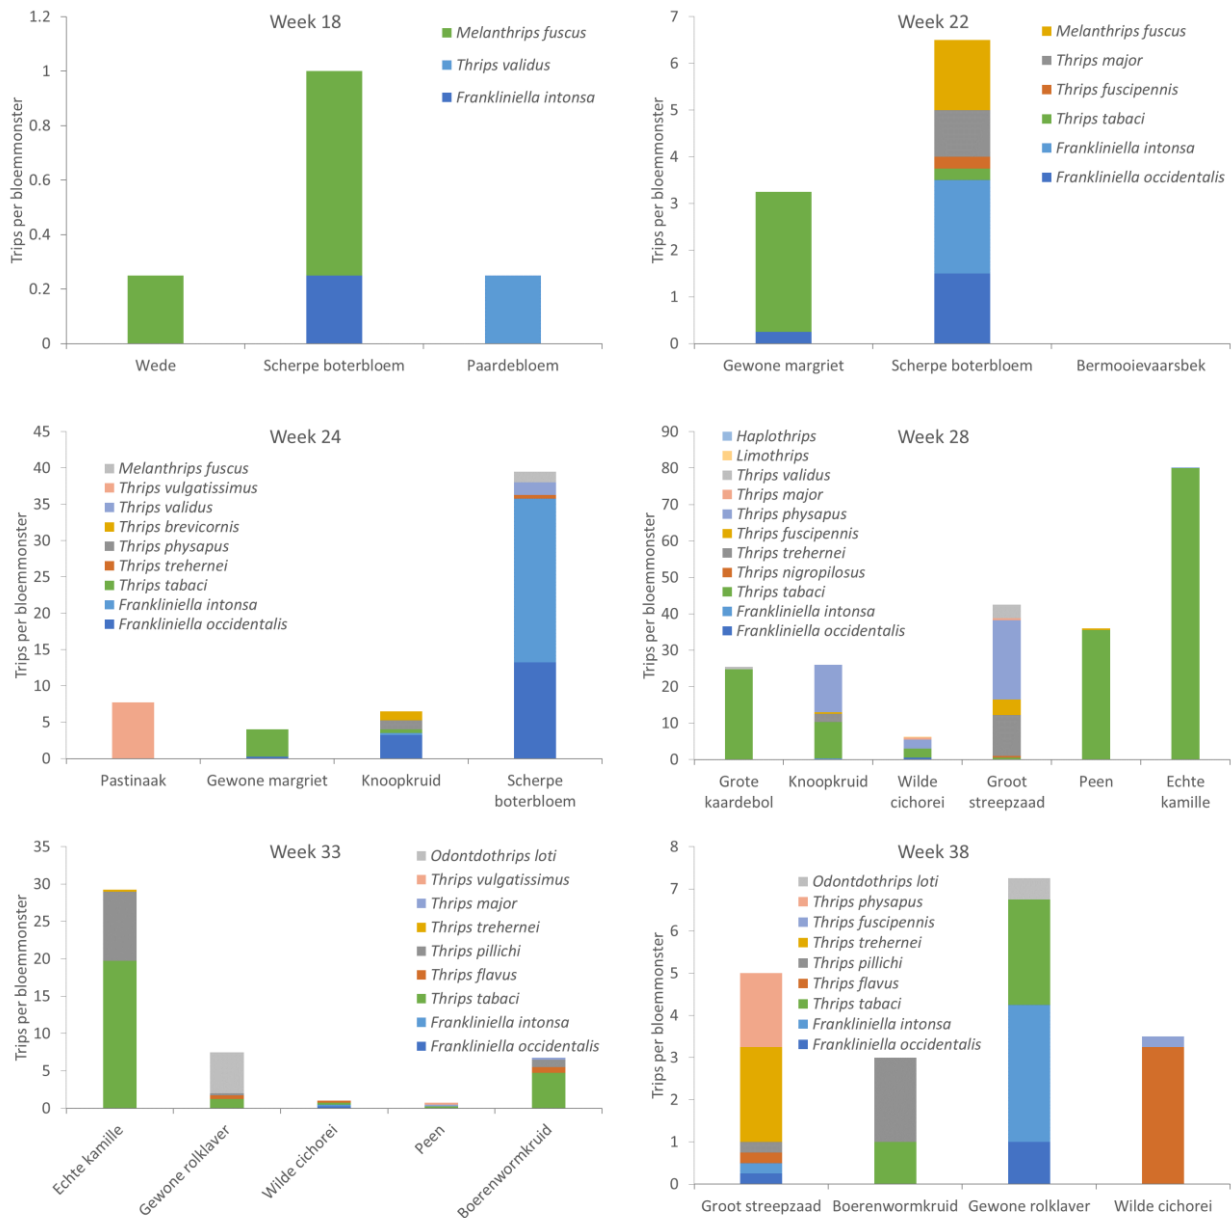 Week 18
Trips per bloemmonster
1.2
1
0.8
0.6
0.4
0.2
0
Melanthrips fuscus
Thrips validus
Frankliniella intonsa
Wede
Scherpe boterbloem
Paardebloem
Week 22
Trips per bloemmonster
7
6
5
4
3
2
1
0
Melanthrips fuscus
Thrips major
Thrips fuscipennis
Thrips tabaci
Frankliniella intonsa
Frankliniella occidentalis
Gewone margriet
Scherpe boterbloem
Bermooievaarsbek
Week 24
Trips per bloemmonster
45
40
35
30
25
20
15
10
5
0
Melanthrips fuscus
Thrips vulgatissimus
Thrips validus
Thrips brevicornis
Thrips physapus
Thrips trehernei
Thrips tabaci
Frankliniella intonsa
Frankliniella occidentalis
Pastinaak
Gewone margriet
Knoopkruid
Scherpe
boterbloem
Week 28
Trips per bloemmonster
90
80
70
60
50
40
30
20
10
0
Haplothrips
Limothrips
Thrips validus
Thrips major
Thrips physapus
Thrips fuscipennis
Thrips trehernei
Thrips nigropilosus
Thrips tabaci
Frankliniella intonsa
Frankliniella occidentalis
Grote
kaardebol
Knoopkruid
Wilde
cichorei
Groot
streepzaad
Peen
Echte
kamille
Week 33
Trips per bloemmonster
35
30
25
20
15
10
5
0
Odontdothrips loti
Thrips vulgatissimus
Thrips major
Thrips trehernei
Thrips pillichi
Thrips flavus
Thrips tabaci
Frankliniella intonsa
Frankliniella occidentalis
Echte kamille
Gewone rolklaver
Wilde cichorei
Peen
Boerenwormkruid
Week 38
Trips per bloemmonster
8
7
6
5
4
3
2
1
0
Odontdothrips loti
Thrips physapus
Thrips fuscipennis
Thrips trehernei
Thrips pillichi
Thrips flavus
Thrips tabaci
Frankliniella intonsa
Frankliniella occidentalis
Groot streepzaad
Boerenwormkruid
Gewone rolklaver
Wilde cichorei